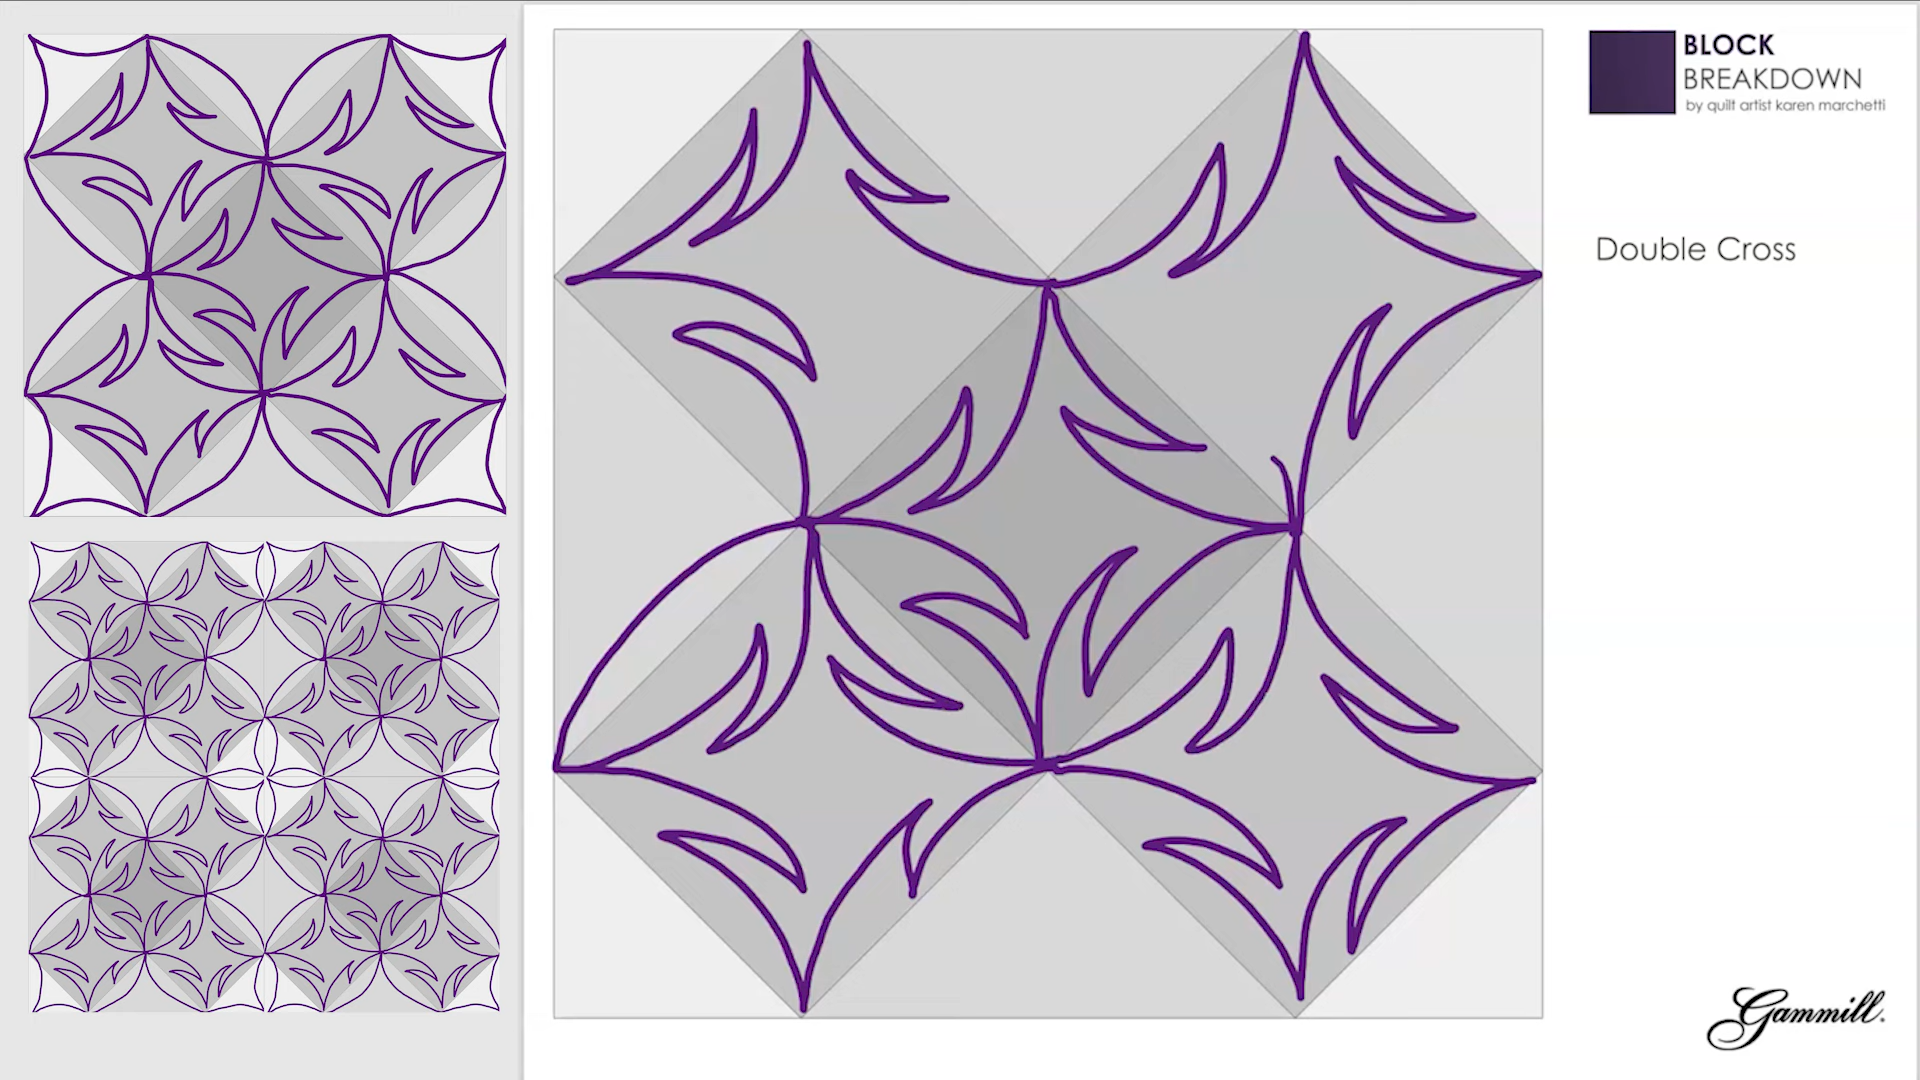 BLOCK
BREAKDOWN
by quilt artist karen marchetti
Double Cross
Gammill.